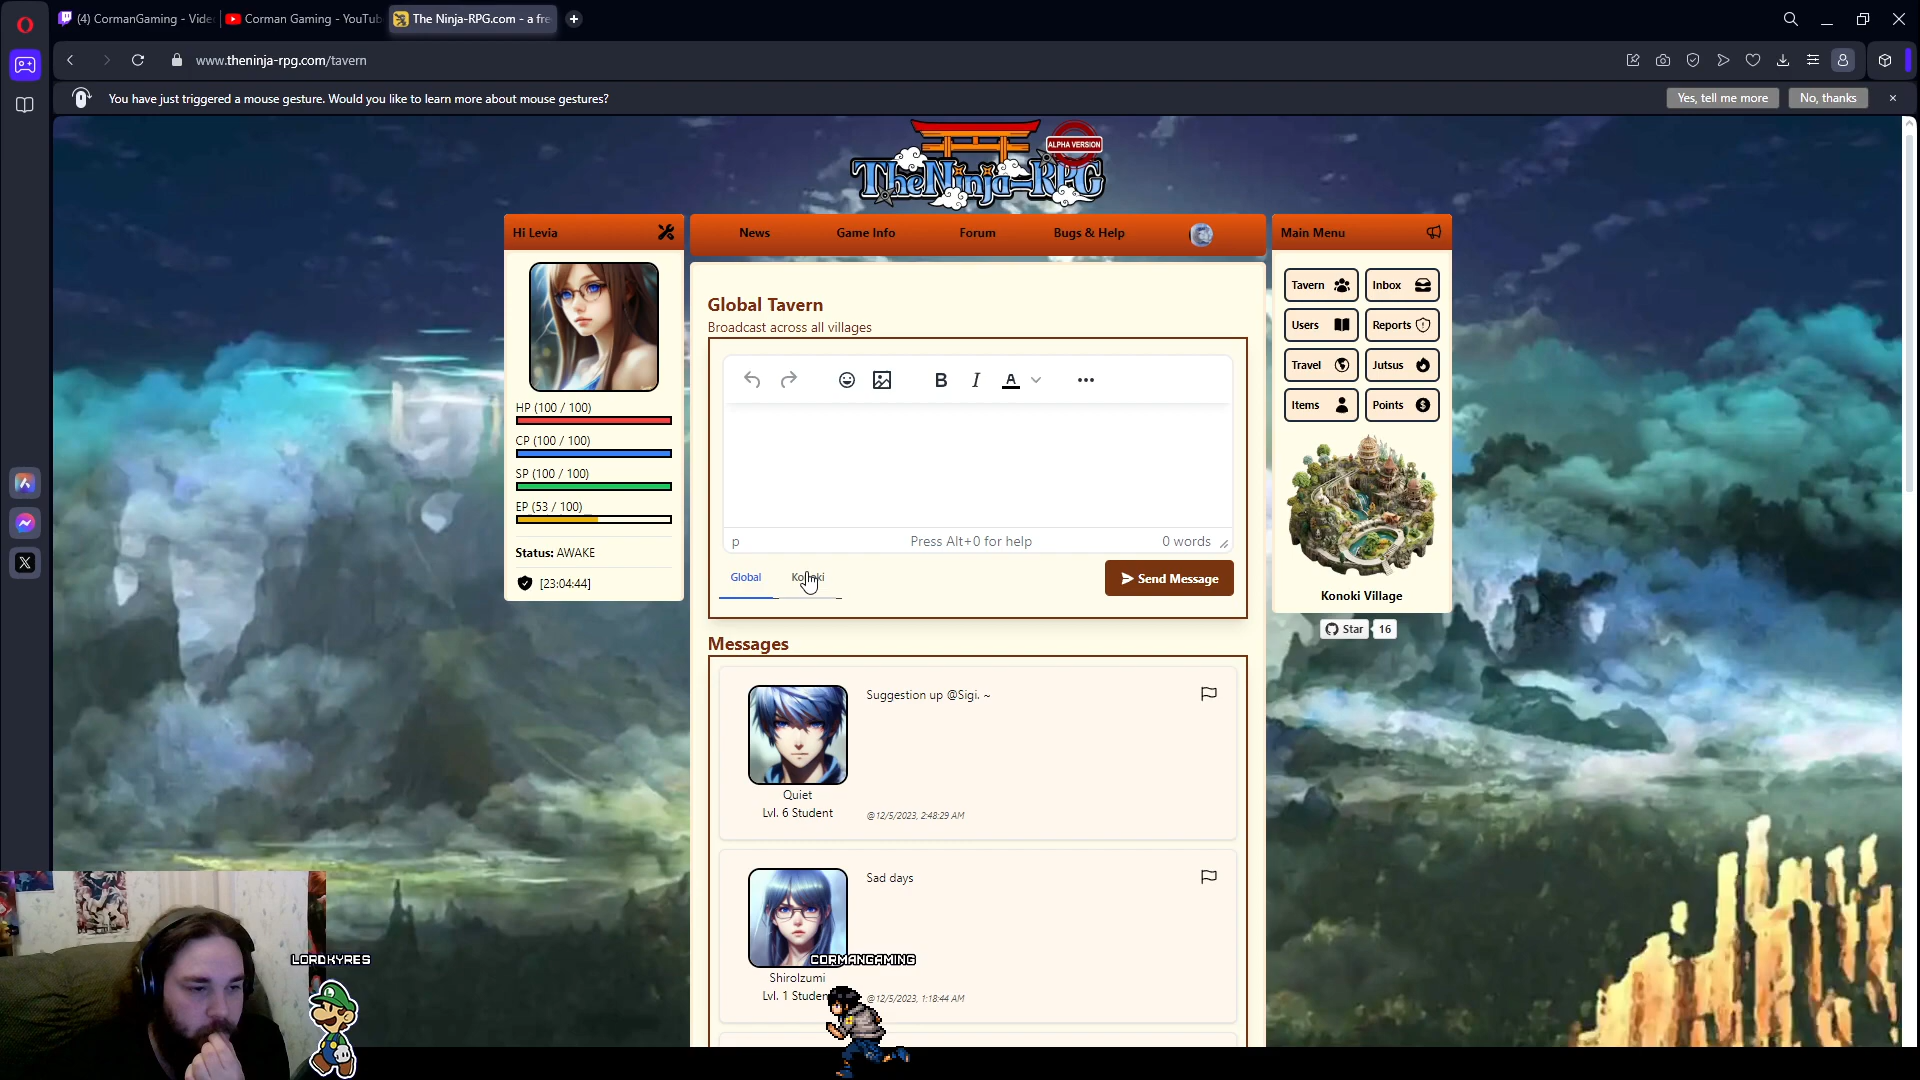 (4) CormanGaming - Vide
Corman Gaming - YouTub
The Ninja-RPG.com - a fre
www.theninja-rpg.com/tavern
You have just triggered a mouse gesture. Would you like to learn more about mouse gestures?
Yes, tell me more
No, thanks
ALPHA VERSION
TheNinja-RPG
Hi Levia
News
Game Info
Forum
Bugs & Help
Main Menu
HP (100 / 100)
CP (100 / 100)
SP (100 / 100)
EP (53 / 100)
Status: AWAKE
[23:04:44]
Global Tavern
Broadcast across all villages
B
I
A
p
Press Alt+0 for help
0 words
Global
Konoki
Send Message
Tavern
Inbox
Users
Reports
Travel
Jutsus
Items
Points
Konoki Village
Star
16
Messages
Suggestion up @Sigi. ~
Quiet
Lvl. 6 Student
@12/5/2023, 2:48:29 AM
Sad days
ShiroIzumi
Lvl. 1 Studen
@12/5/2023, 1:18:44 AM
LORDKYRES
CORMANGAMING